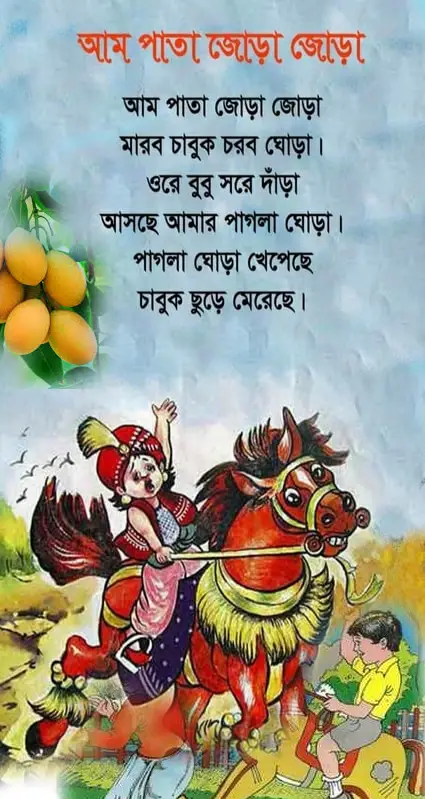 আম পাতা জোড়া জোড়া
আম পাতা জোড়া জোড়া
মারব চাবুক চরব ঘোড়া।
ওরে বুবু সরে দাঁড়া
আসছে আমার পাগলা ঘোড়া।
পাগলা ঘোড়া খেপেছে
চাবুক ছুড়ে মেরেছে।